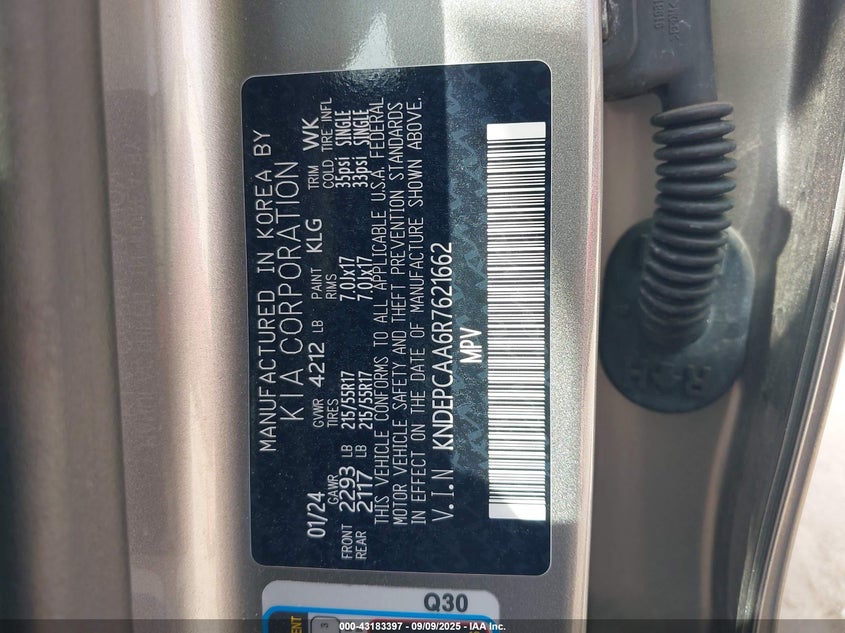 MANUFACTURED IN KOREA BY
KIA CORPORATION
01/24 GVWR 4212 LB PAINT KLG TRIM WK
GAWR TIRES RIMS COLD TIRE INFL
FRONT 2293 LB 215/55R17 7.0Jx17 35psi SINGLE
REAR 2117 LB 215/55R17 7.0Jx17 33psi SINGLE
THIS VEHICLE CONFORMS TO ALL APPLICABLE U.S.A. FEDERAL
MOTOR VEHICLE SAFETY AND THEFT PREVENTION STANDARDS
IN EFFECT ON THE DATE OF MANUFACTURE SHOWN ABOVE.
V.I.N KNDEPCAA6R7621662
MPV
Q30
3
000-43183397 - 09/09/2025 - IAA Inc.